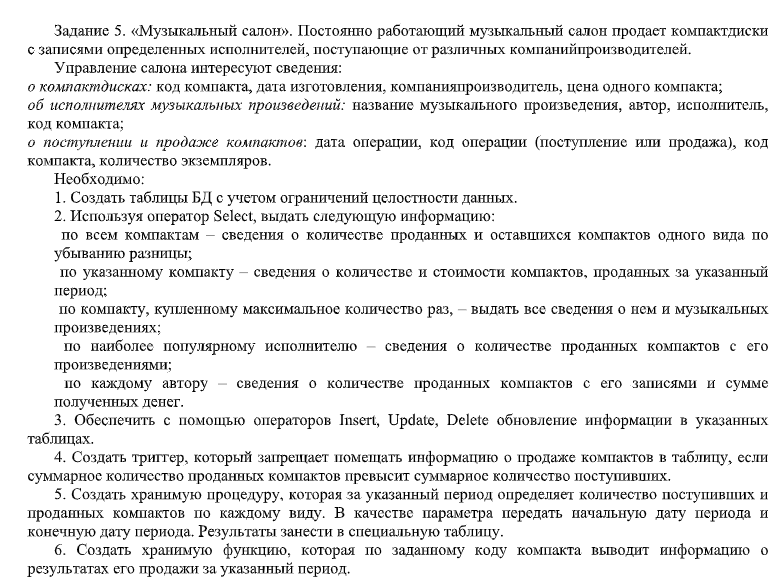 Задание 5. «Музыкальный салон». Постоянно работающий музыкальный салон продает компактдиски
с записями определенных исполнителей, поступающие от различных компанийпроизводителей.
Управление салона интересуют сведения:
о компактдисках: код компакта, дата изготовления, компанияпроизводитель, цена одного компакта;
об исполнителях музыкальных произведений: название музыкального произведения, автор, исполнитель,
код компакта;
о поступлении и продаже компактов: дата операции, код операции (поступление или продажа), код
компакта, количество экземпляров.
Необходимо:
1. Создать таблицы БД с учетом ограничений целостности данных.
2. Используя оператор Select, выдать следующую информацию:
по всем компактам – сведения о количестве проданных и оставшихся компактов одного вида по
убыванию разницы;
по указанному компакту – сведения о количестве и стоимости компактов, проданных за указанный
период;
по компакту, купленному максимальное количество раз, – выдать все сведения о нем и музыкальных
произведениях;
по наиболее популярному исполнителю – сведения о количестве проданных компактов с его
произведениями;
по каждому автору – сведения о количестве проданных компактов с его записями и сумме
полученных денег.
3. Обеспечить с помощью операторов Insert, Update, Delete обновление информации в указанных
таблицах.
4. Создать триггер, который запрещает помещать информацию о продаже компактов в таблицу, если
суммарное количество проданных компактов превысит суммарное количество поступивших.
5. Создать хранимую процедуру, которая за указанный период определяет количество поступивших и
проданных компактов по каждому виду. В качестве параметра передать начальную дату периода и
конечную дату периода. Результаты занести в специальную таблицу.
6. Создать хранимую функцию, которая по заданному коду компакта выводит информацию о
результатах его продажи за указанный период.